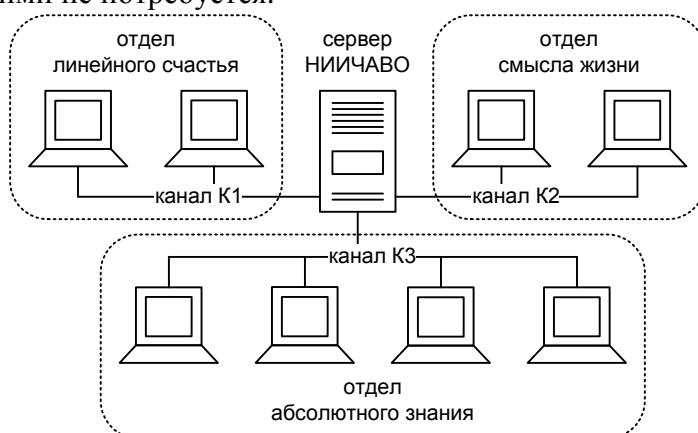 ими не потребуется.
отдел
линейного счастья
сервер
НИИЧАВО
отдел
смысла жизни
канал К1
канал К2
канал К3
отдел
абсолютного знания